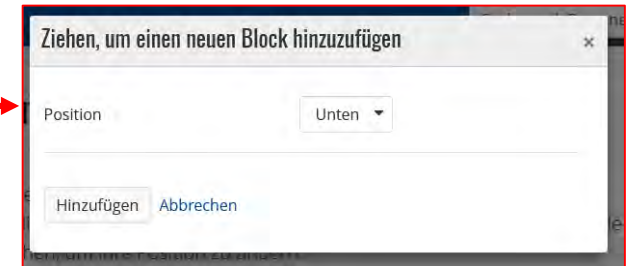 Ziehen, um einen neuen Block hinzuzufügen ×
Position Unten
Hinzufügen Abbrechen